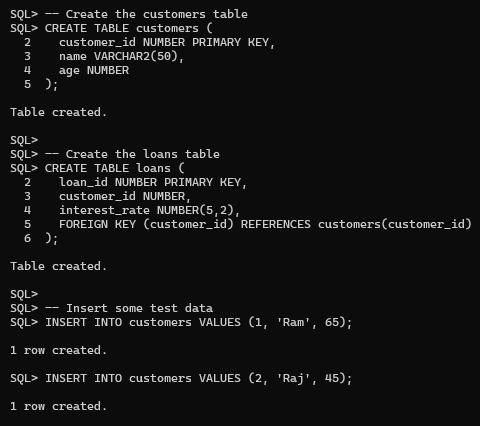 SQL> -- Create the customers table
SQL> CREATE TABLE customers (
  2    customer_id NUMBER PRIMARY KEY,
  3    name VARCHAR2(50),
  4    age NUMBER
  5  );
Table created.
SQL>
SQL> -- Create the loans table
SQL> CREATE TABLE loans (
  2    loan_id NUMBER PRIMARY KEY,
  3    customer_id NUMBER,
  4    interest_rate NUMBER(5,2),
  5    FOREIGN KEY (customer_id) REFERENCES customers(customer_id)
  6  );
Table created.
SQL>
SQL> -- Insert some test data
SQL> INSERT INTO customers VALUES (1, 'Ram', 65);
1 row created.
SQL> INSERT INTO customers VALUES (2, 'Raj', 45);
1 row created.